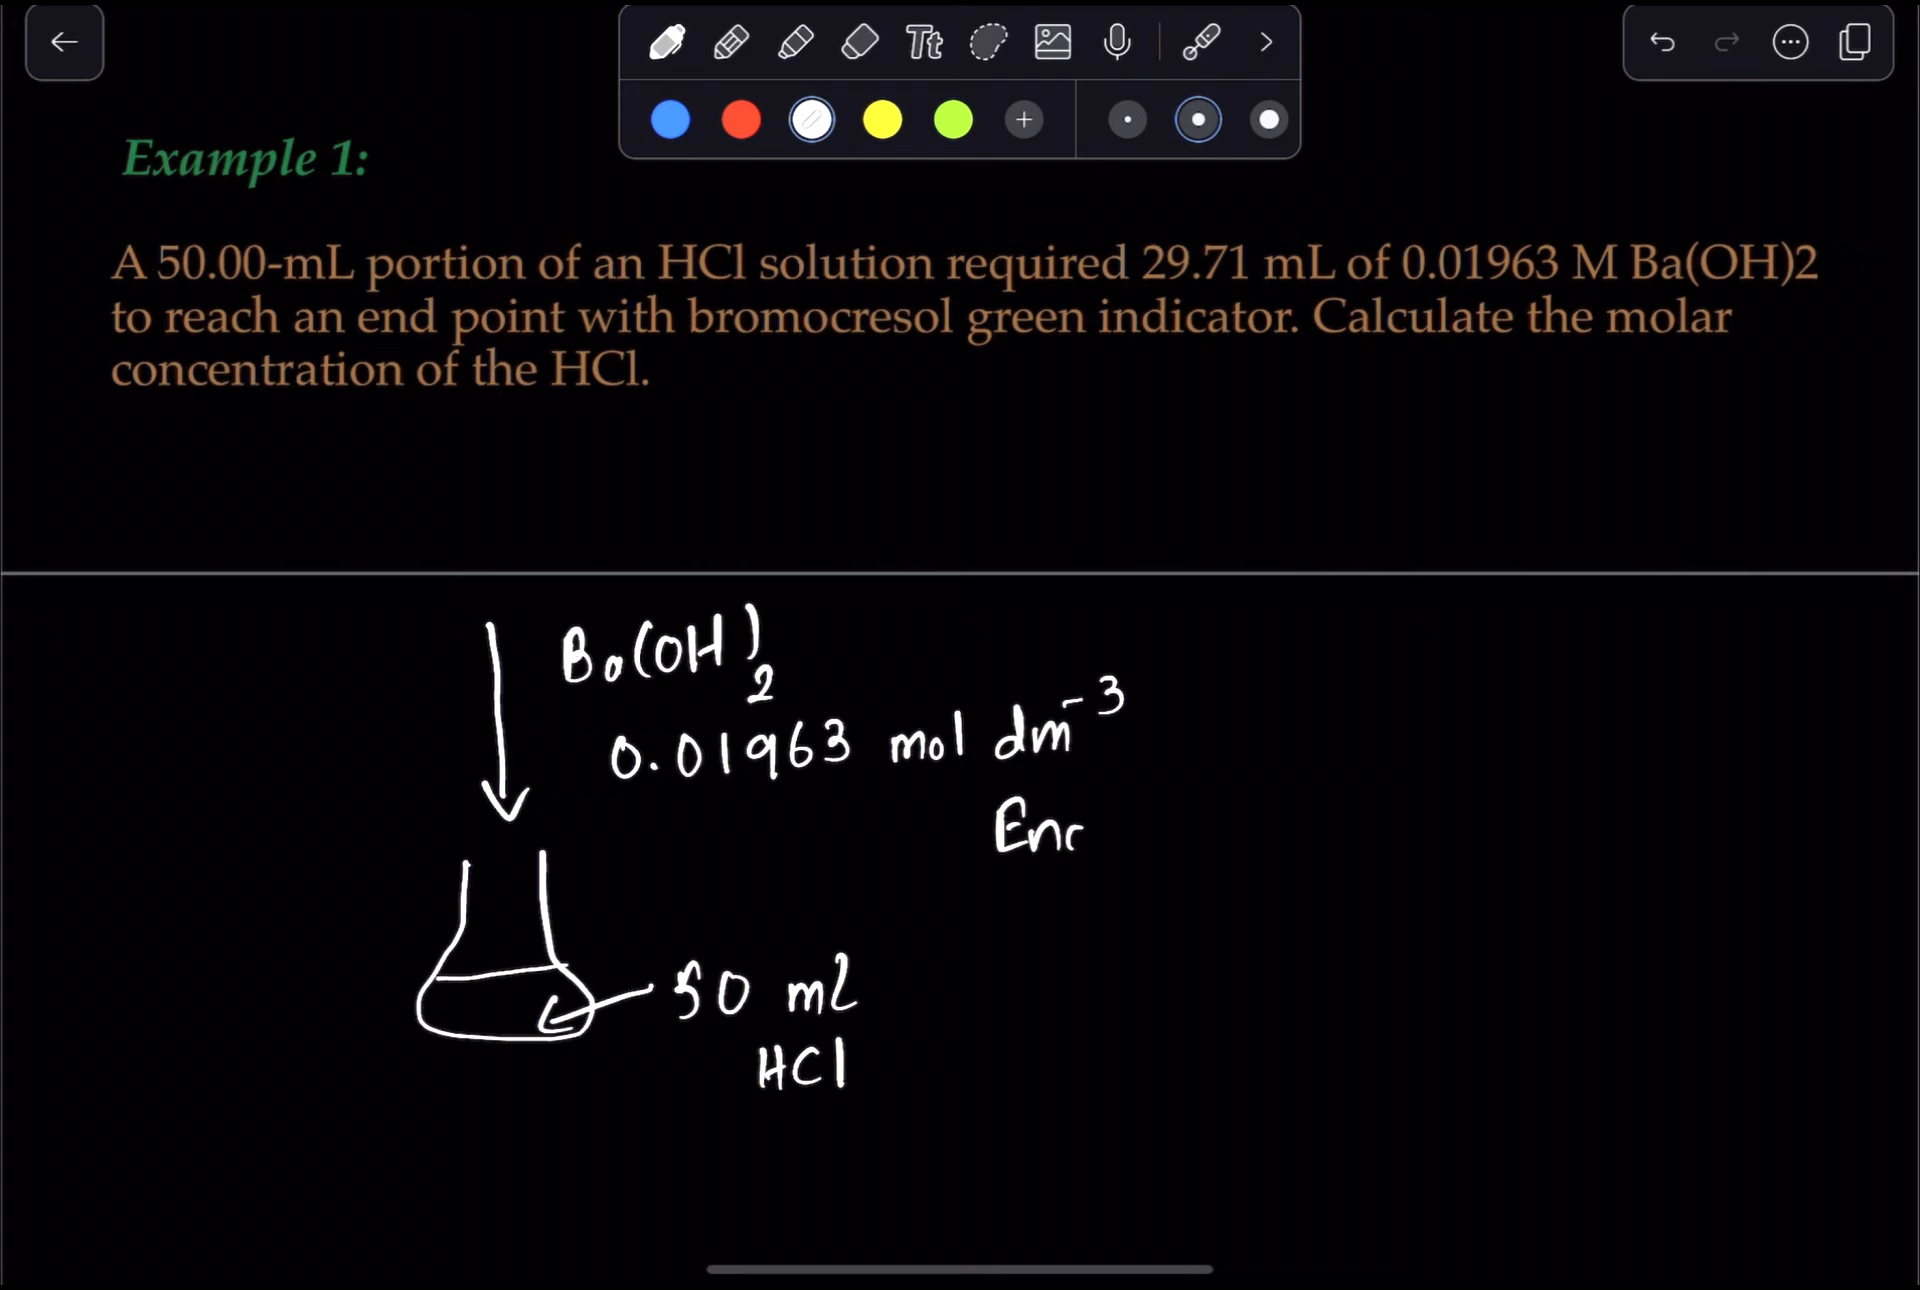 Tt
Example 1:
A 50.00-mL portion of an HCl solution required 29.71 mL of 0.01963 M Ba(OH)2
to reach an end point with bromocresol green indicator. Calculate the molar
concentration of the HCl.
Ba(OH)2
0.01963 mol dm-3
Enc
50 ml
HCl